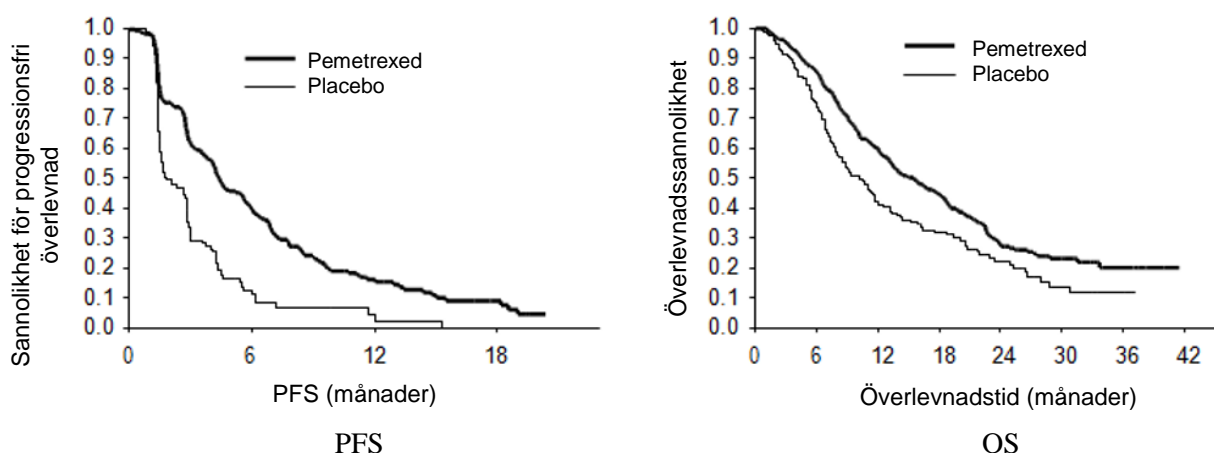 Sannolikhet för progressionsfri
överlevnad
1.0
0.9
0.8
0.7
0.6
0.5
0.4
0.3
0.2
0.1
0.0
Pemetrexed
Placebo
0 6 12 18
PFS (månader)
PFS
Överlevnadssannolikhet
1.0
0.9
0.8
0.7
0.6
0.5
0.4
0.3
0.2
0.1
0.0
Pemetrexed
Placebo
0 6 12 18 24 30 36 42
Överlevnadstid (månader)
OS